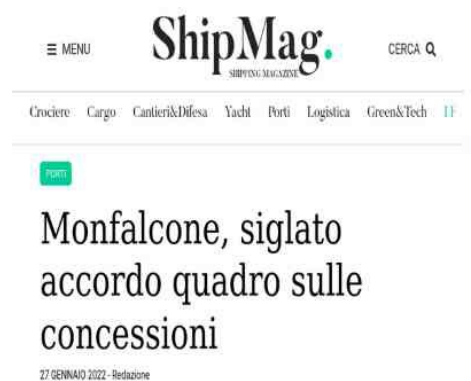 ≡ MENU
ShipMag.
SHIPPING MAGAZINE
CERCA
Crociere Cargo Cantieri&Difesa Yacht Porti Logistica Green&Tech I
PORTI
Monfalcone, siglato
accordo quadro sulle
concessioni
27 GENNAIO 2022 - Redazione